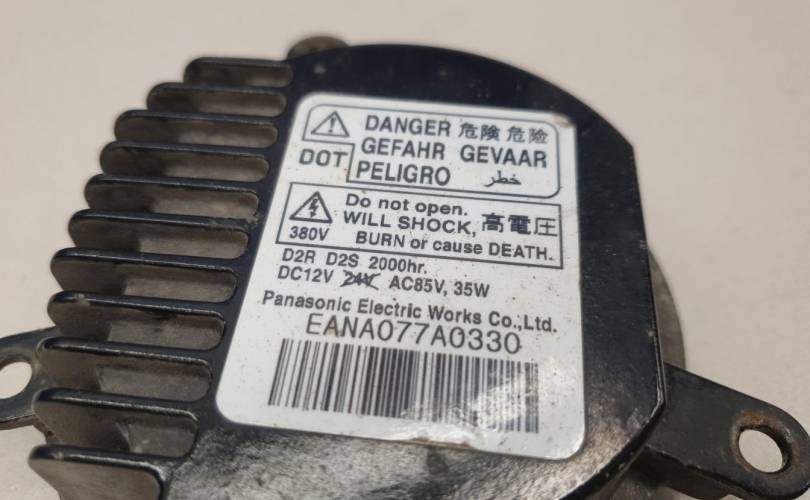 DANGER 危険 危险
DOT GEFAHR GEVAAR
PELIGRO خطر
Do not open.
WILL SHOCK, 高電圧
380V BURN or cause DEATH.
D2R D2S 2000hr.
DC12V 24V AC85V, 35W
Panasonic Electric Works Co.,Ltd.
EANA077A0330